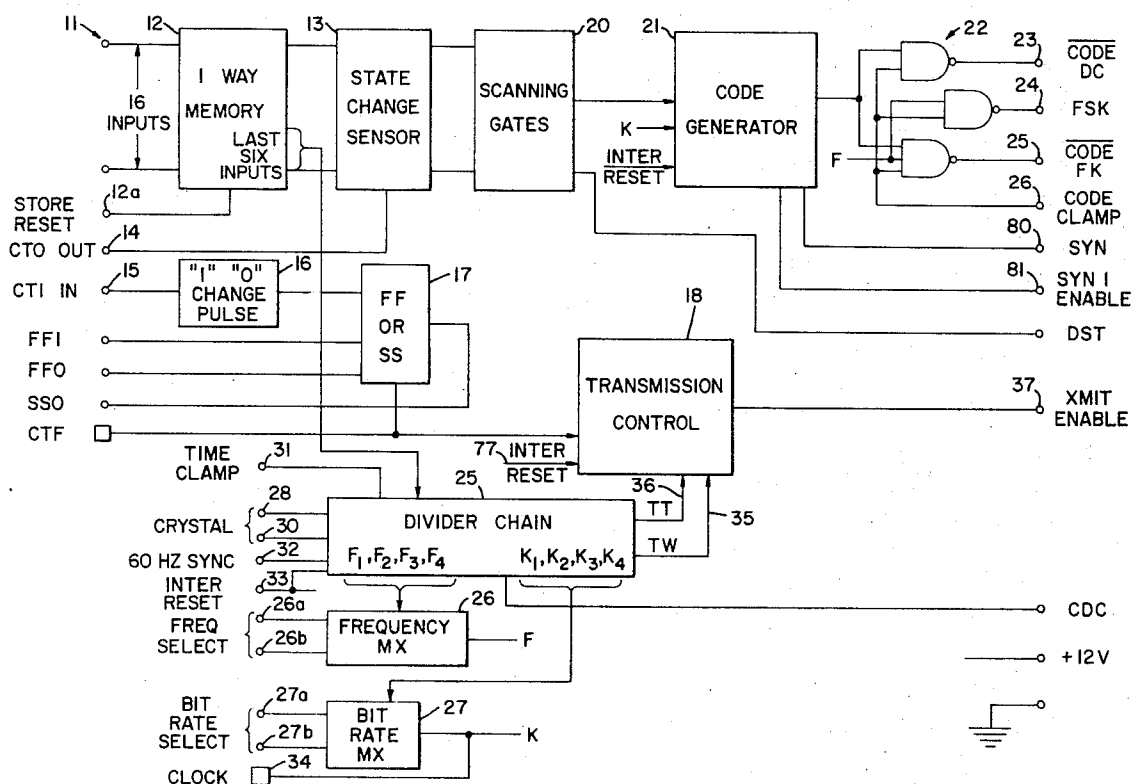 11
16
INPUTS
12
I WAY
MEMORY
LAST
SIX
INPUTS
13
STATE
CHANGE
SENSOR
20
SCANNING
GATES
21
CODE
GENERATOR
K
INTER
RESET
22
F
23
CODE
DC
24
FSK
25
CODE
FK
26
CODE
CLAMP
80
SYN
81
SYN I
ENABLE
DST
STORE
RESET
12a
CTO OUT
14
CTI IN
15
"1" "0"
CHANGE
PULSE
16
FF
OR
SS
17
FFI
FFO
SSO
CTF
18
TRANSMISSION
CONTROL
77 INTER
RESET
37
XMIT
ENABLE
TIME
CLAMP
31
CRYSTAL
28
30
60 HZ SYNC
32
INTER
RESET
33
25
DIVIDER CHAIN
F1, F2, F3, F4
K1, K2, K3, K4
TT
36
TW
35
FREQ
SELECT
26a
26b
26
FREQUENCY
MX
F
BIT
RATE
SELECT
27a
27b
27
BIT
RATE
MX
K
CLOCK
34
CDC
+12V